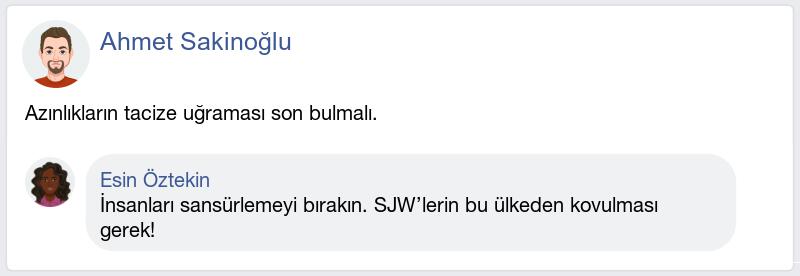 Ahmet Sakinoğlu
Azınlıkların tacize uğraması son bulmalı.
Esin Öztekin
İnsanları sansürlemeyi bırakın. SJW'lerin bu ülkeden kovulması
gerek!